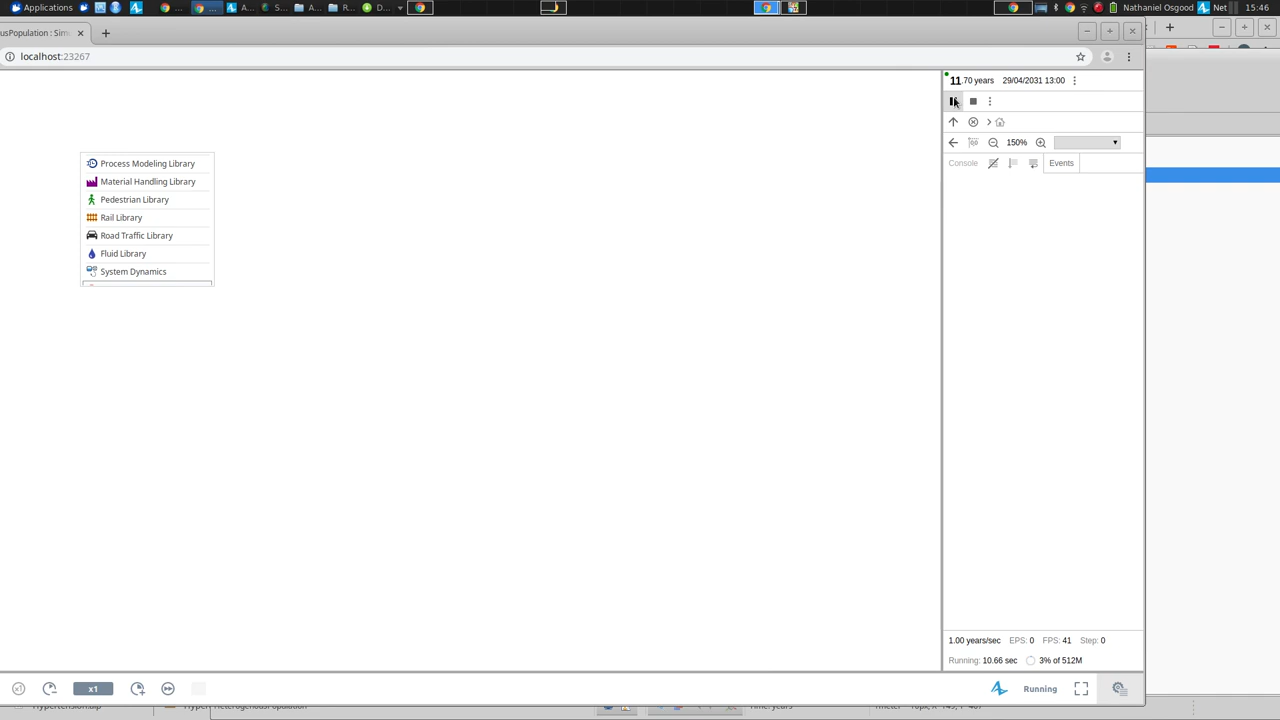 Applications
A...
S...
A...
R...
D...
Nathaniel Osgood
Net
15:46
usPopulation : Sim
localhost:23267
11.70 years 29/04/2031 13:00
150%
Console
Events
Process Modeling Library
Material Handling Library
Pedestrian Library
Rail Library
Road Traffic Library
Fluid Library
System Dynamics
1.00 years/sec EPS: 0 FPS: 41 Step: 0
Running: 10.66 sec 3% of 512M
x1
x1
Running